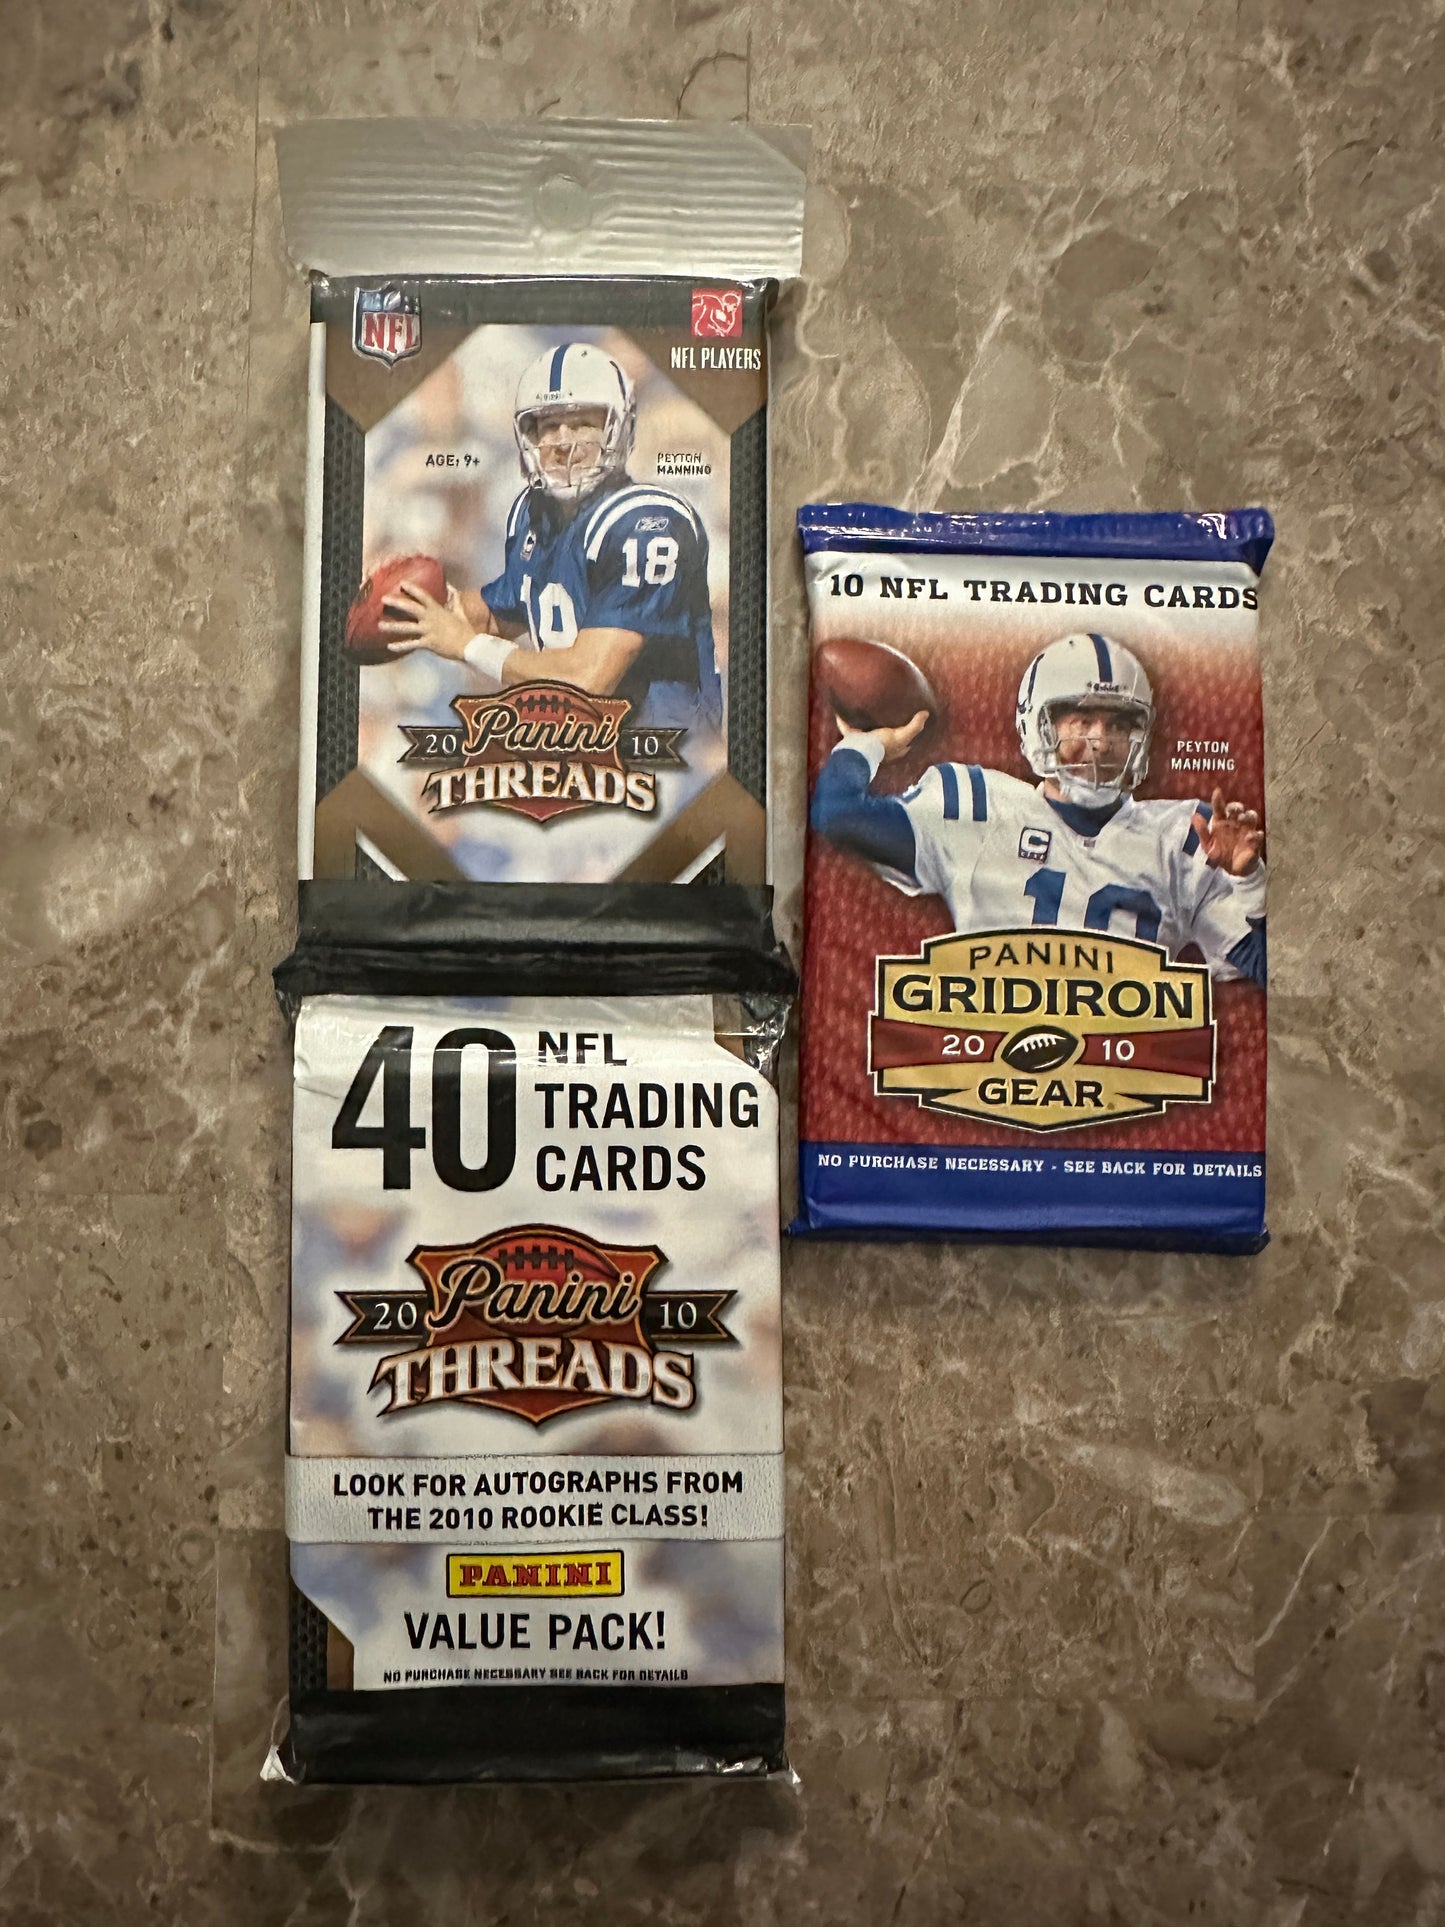 NFL
NFL PLAYERS
AGE: 9+
PEYTON
MANNING
18
18
20 Panini 10
THREADS
40 NFL
TRADING
CARDS
20 Panini 10
THREADS
LOOK FOR AUTOGRAPHS FROM
THE 2010 ROOKIE CLASS!
PANINI
VALUE PACK!
NO PURCHASE NECESSARY SEE BACK FOR DETAILS
10 NFL TRADING CARDS
PEYTON
MANNING
C
18
PANINI
GRIDIRON
20 10
GEAR
NO PURCHASE NECESSARY - SEE BACK FOR DETAILS